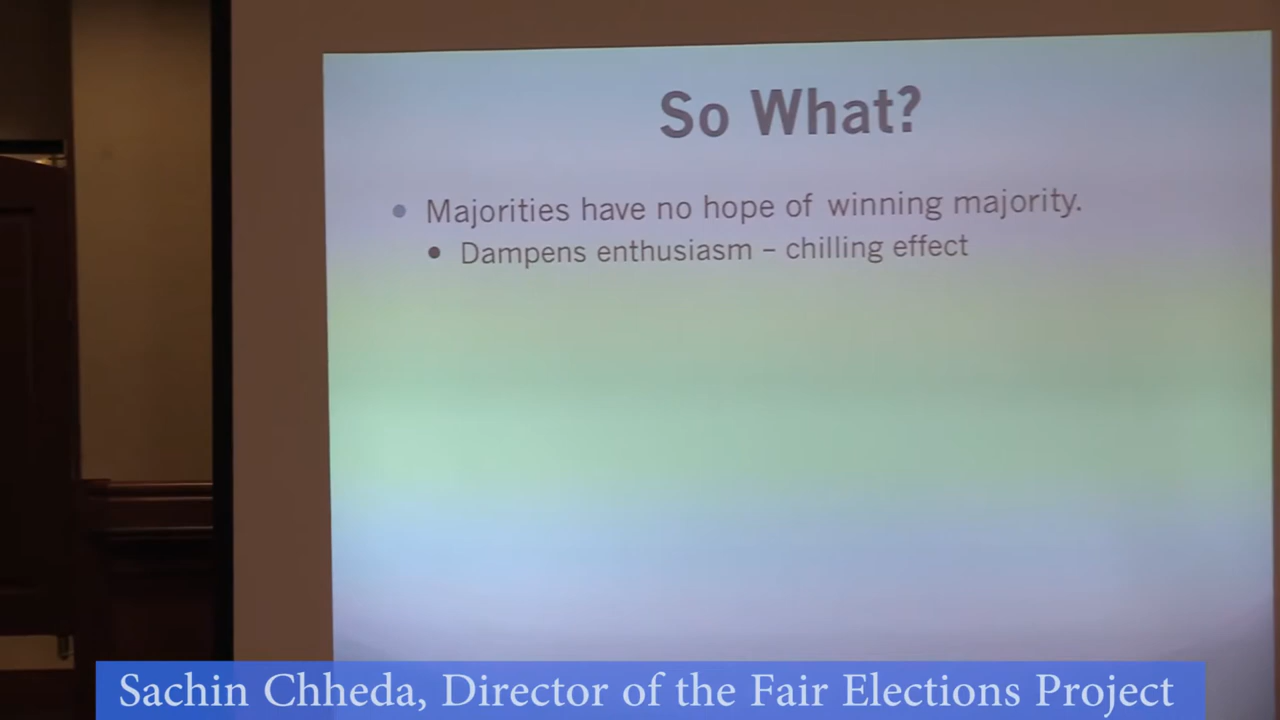 So What?
• Majorities have no hope of winning majority.
• Dampens enthusiasm – chilling effect
Sachin Chheda, Director of the Fair Elections Project